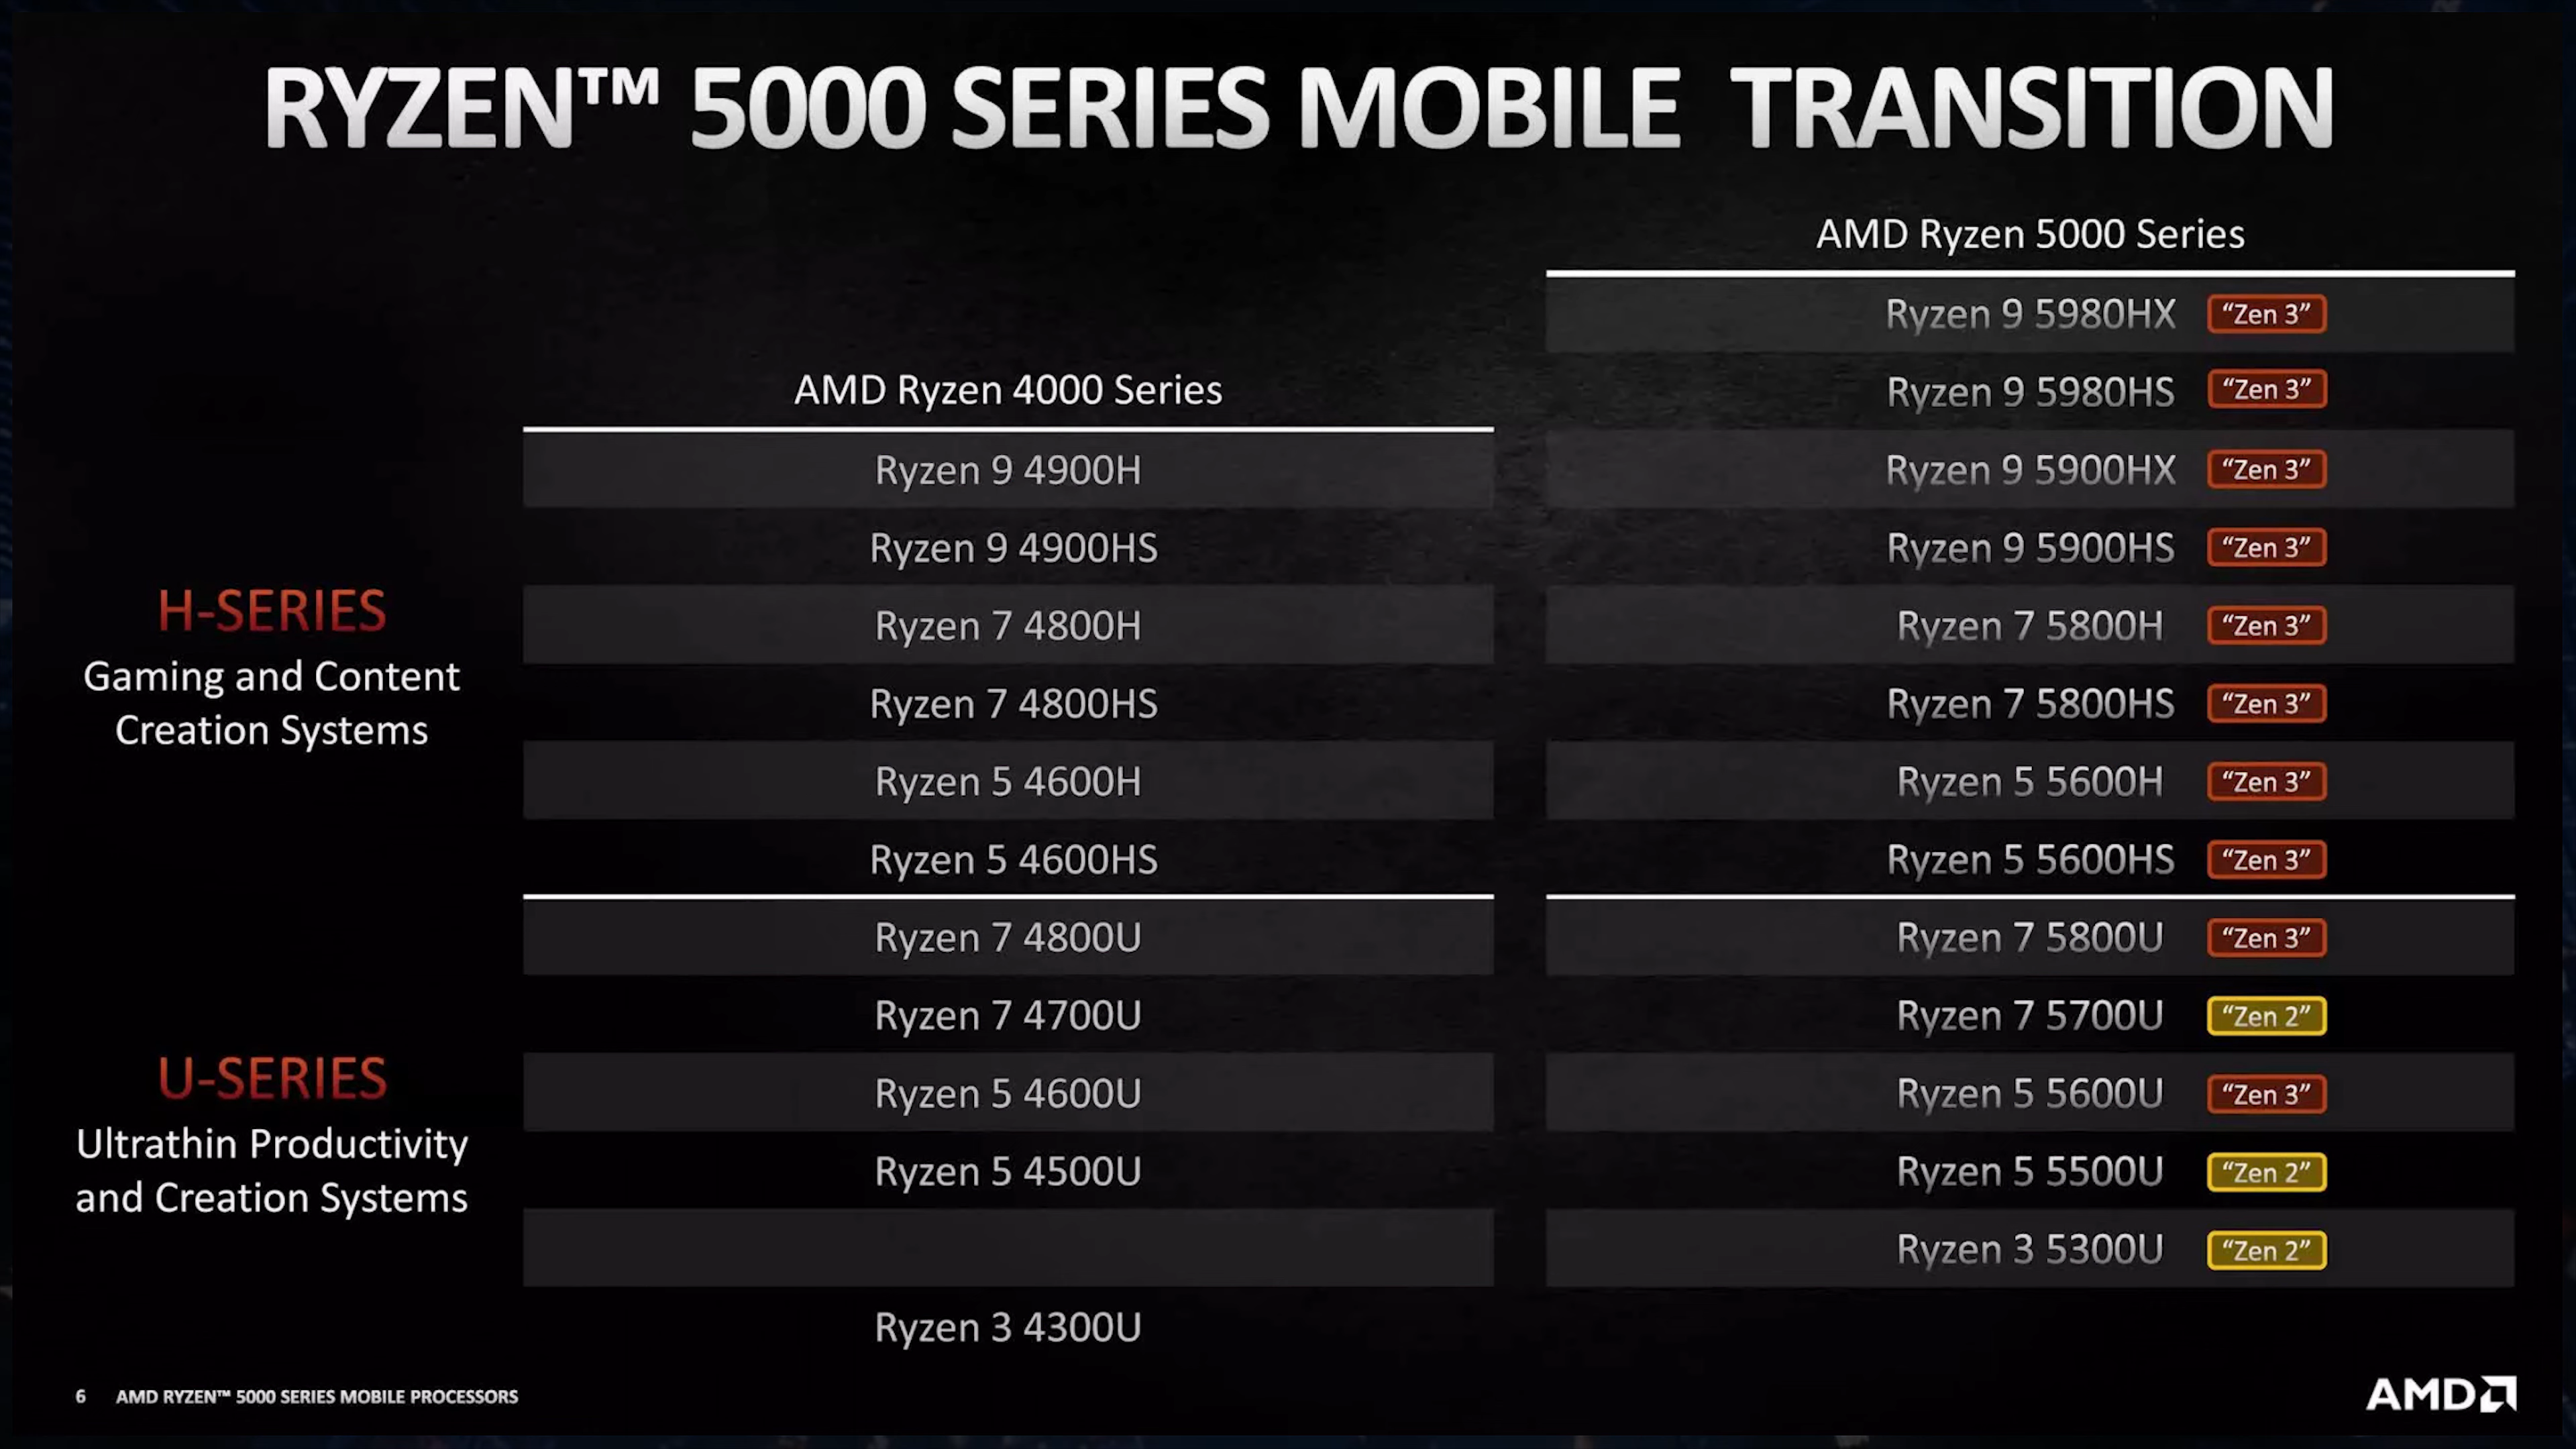 RYZEN™ 5000 SERIES MOBILE TRANSITION
AMD Ryzen 5000 Series
Ryzen 9 5980HX "Zen 3"
AMD Ryzen 4000 Series
Ryzen 9 5980HS “Zen 3”
Ryzen 9 4900H
Ryzen 9 5900HX “Zen 3”
Ryzen 9 4900HS
Ryzen 9 5900HS “Zen 3”
H-SERIES
Gaming and Content
Creation Systems
Ryzen 7 4800H
Ryzen 7 5800H “Zen 3”
Ryzen 7 4800HS
Ryzen 7 5800HS “Zen 3”
Ryzen 5 4600H
Ryzen 5 5600H “Zen 3”
Ryzen 5 4600HS
Ryzen 5 5600HS “Zen 3”
Ryzen 7 4800U
Ryzen 7 5800U “Zen 3”
Ryzen 7 4700U
Ryzen 7 5700U “Zen 2”
U-SERIES
Ultrathin Productivity
and Creation Systems
Ryzen 5 4600U
Ryzen 5 5600U “Zen 3”
Ryzen 5 4500U
Ryzen 5 5500U “Zen 2”
Ryzen 3 5300U “Zen 2”
Ryzen 3 4300U
6 AMD RYZEN™ 5000 SERIES MOBILE PROCESSORS
AMD